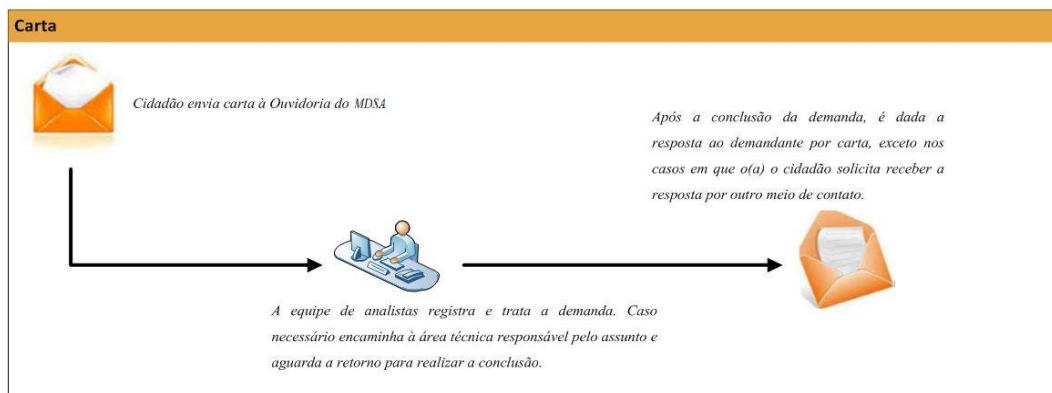 Carta
Cidadão envia carta à Ouvidoria do MDSA
Após a conclusão da demanda, é dada a
resposta ao demandante por carta, exceto nos
casos em que o(a) o cidadão solicita receber a
resposta por outro meio de contato.
A equipe de analistas registra e trata a demanda. Caso
necessário encaminha à área técnica responsável pelo assunto e
aguarda a retorno para realizar a conclusão.